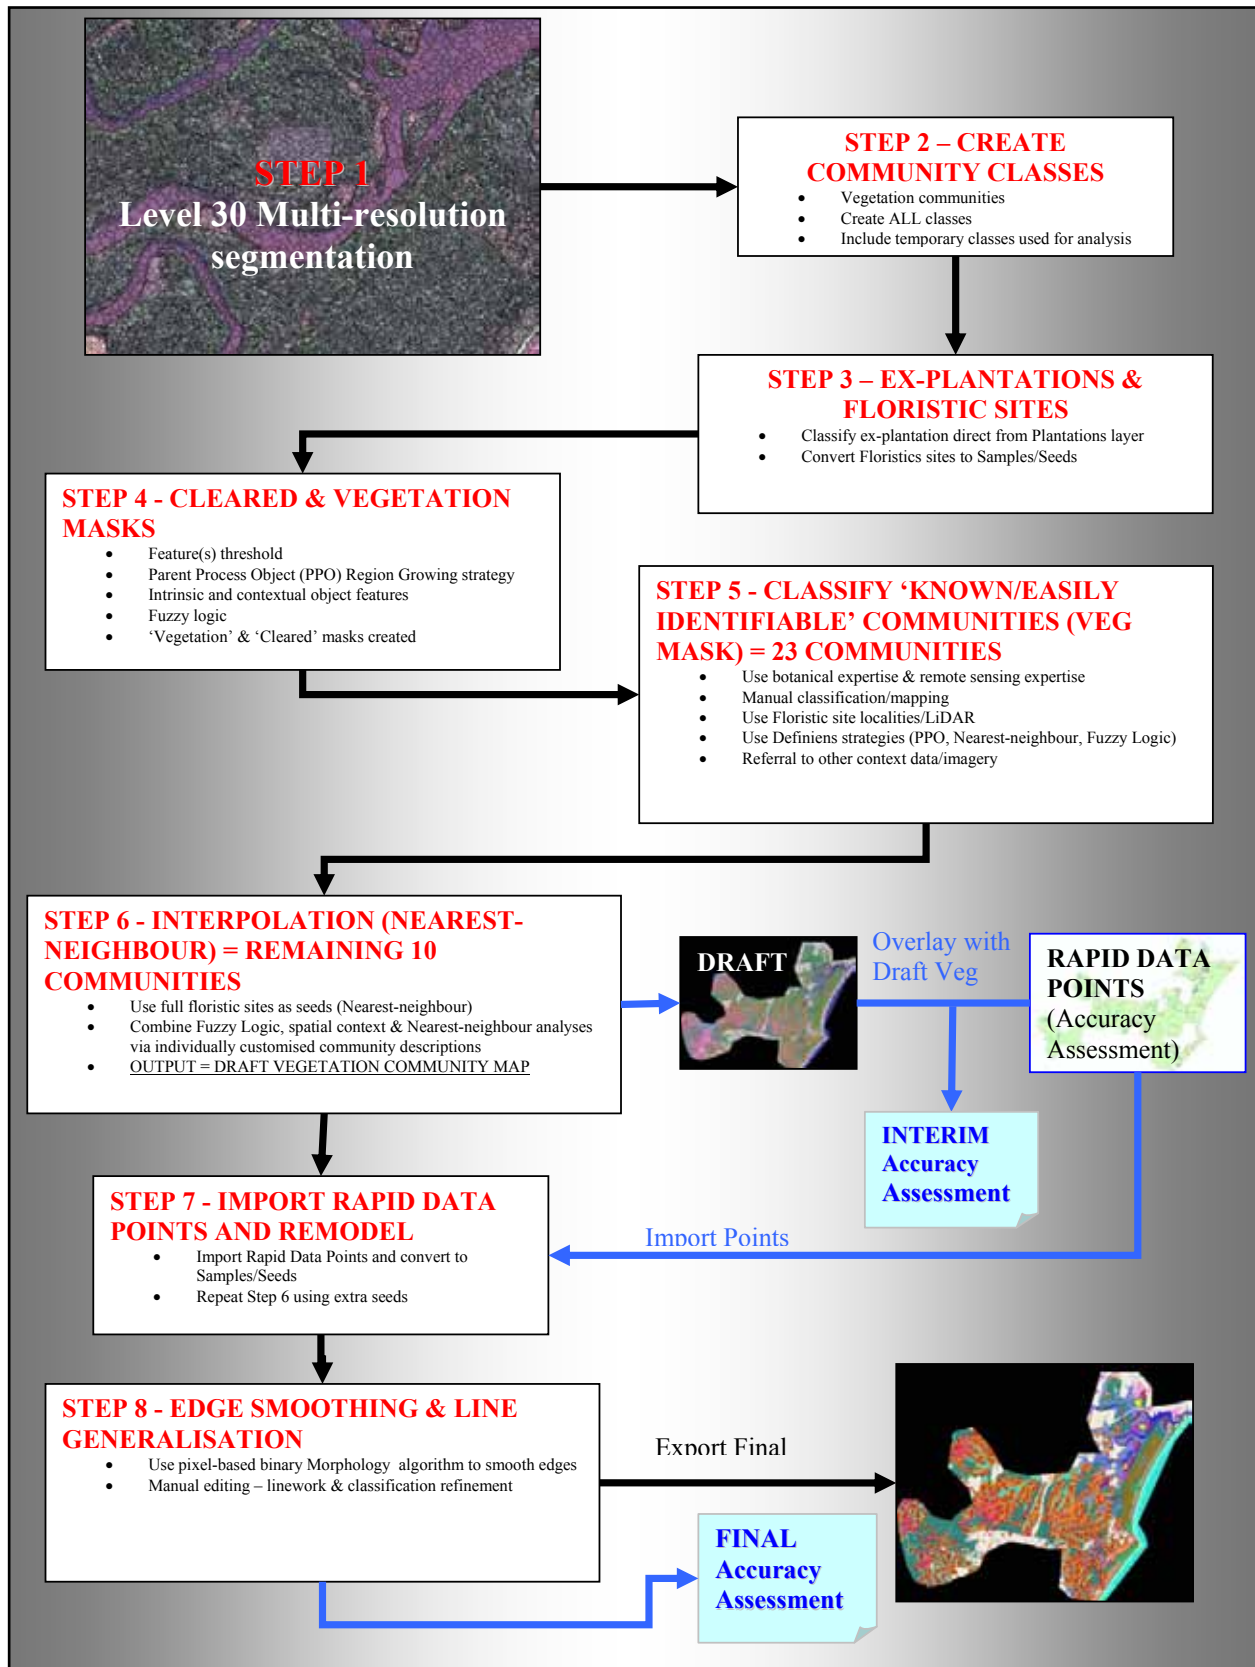 STEP 1
Level 30 Multi-resolution
segmentation
STEP 2 – CREATE
COMMUNITY CLASSES
• Vegetation communities
• Create ALL classes
• Include temporary classes used for analysis
STEP 3 – EX-PLANTATIONS &
FLORISTIC SITES
• Classify ex-plantation direct from Plantations layer
• Convert Floristics sites to Samples/Seeds
STEP 4 - CLEARED & VEGETATION
MASKS
• Feature(s) threshold
• Parent Process Object (PPO) Region Growing strategy
• Intrinsic and contextual object features
• Fuzzy logic
• ‘Vegetation’ & ‘Cleared’ masks created
STEP 5 - CLASSIFY ‘KNOWN/EASILY
IDENTIFIABLE’ COMMUNITIES (VEG
MASK) = 23 COMMUNITIES
• Use botanical expertise & remote sensing expertise
• Manual classification/mapping
• Use Floristic site localities/LiDAR
• Use Definiens strategies (PPO, Nearest-neighbour, Fuzzy Logic)
• Referral to other context data/imagery
STEP 6 - INTERPOLATION (NEAREST-
NEIGHBOUR) = REMAINING 10
COMMUNITIES
• Use full floristic sites as seeds (Nearest-neighbour)
• Combine Fuzzy Logic, spatial context & Nearest-neighbour analyses
via individually customised community descriptions
• OUTPUT = DRAFT VEGETATION COMMUNITY MAP
DRAFT
Overlay with
Draft Veg
RAPID DATA
POINTS
(Accuracy
Assessment)
INTERIM
Accuracy
Assessment
STEP 7 - IMPORT RAPID DATA
POINTS AND REMODEL
• Import Rapid Data Points and convert to
Samples/Seeds
• Repeat Step 6 using extra seeds
Import Points
STEP 8 - EDGE SMOOTHING & LINE
GENERALISATION
• Use pixel-based binary Morphology algorithm to smooth edges
• Manual editing – linework & classification refinement
Export Final
FINAL
Accuracy
Assessment